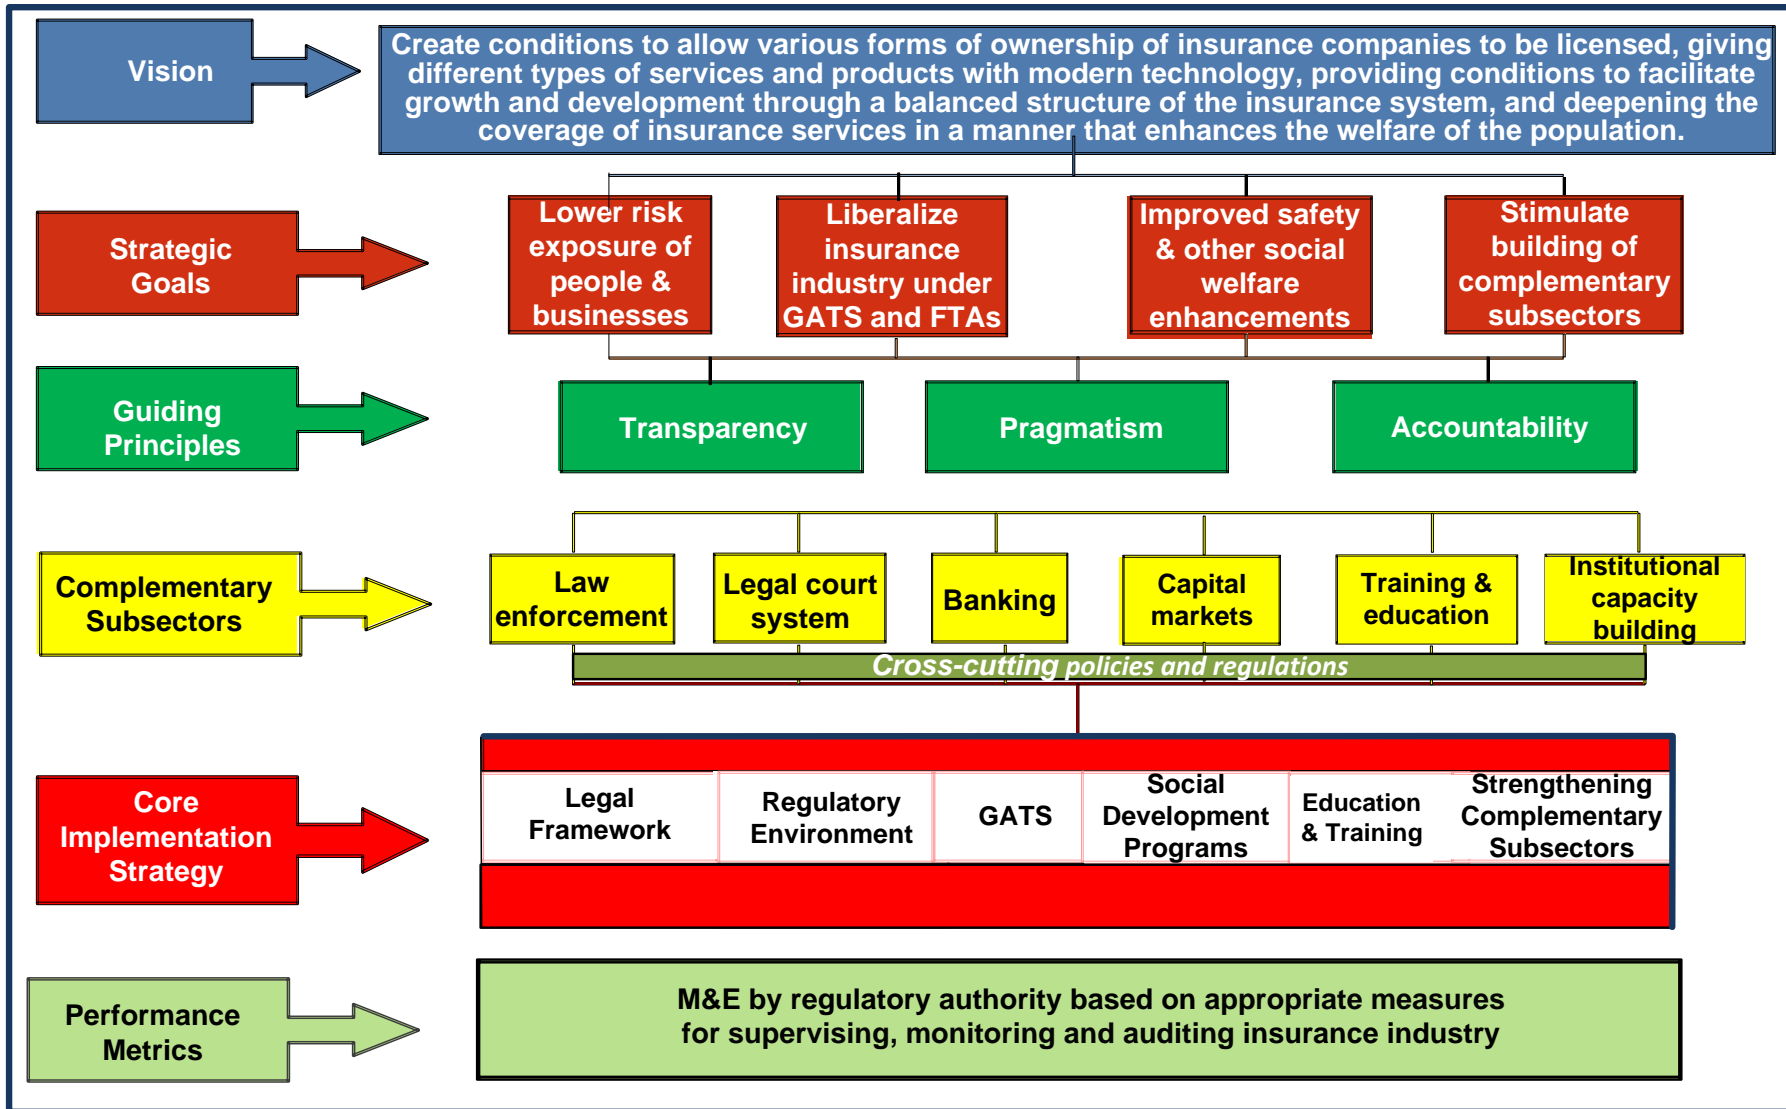 Vision
Create conditions to allow various forms of ownership of insurance companies to be licensed, giving
different types of services and products with modern technology, providing conditions to facilitate
growth and development through a balanced structure of the insurance system, and deepening the
coverage of insurance services in a manner that enhances the welfare of the population.
Strategic
Goals
Lower risk
exposure of
people &
businesses
Liberalize
insurance
industry under
GATS and FTAs
Improved safety
& other social
welfare
enhancements
Stimulate
building of
complementary
subsectors
Guiding
Principles
Transparency
Pragmatism
Accountability
Complementary
Subsectors
Law
enforcement
Legal court
system
Banking
Capital
markets
Training &
education
Institutional
capacity
building
Cross-cutting policies and regulations
Core
Implementation
Strategy
Legal
Framework
Regulatory
Environment
GATS
Social
Development
Programs
Education
& Training
Strengthening
Complementary
Subsectors
Performance
Metrics
M&E by regulatory authority based on appropriate measures
for supervising, monitoring and auditing insurance industry